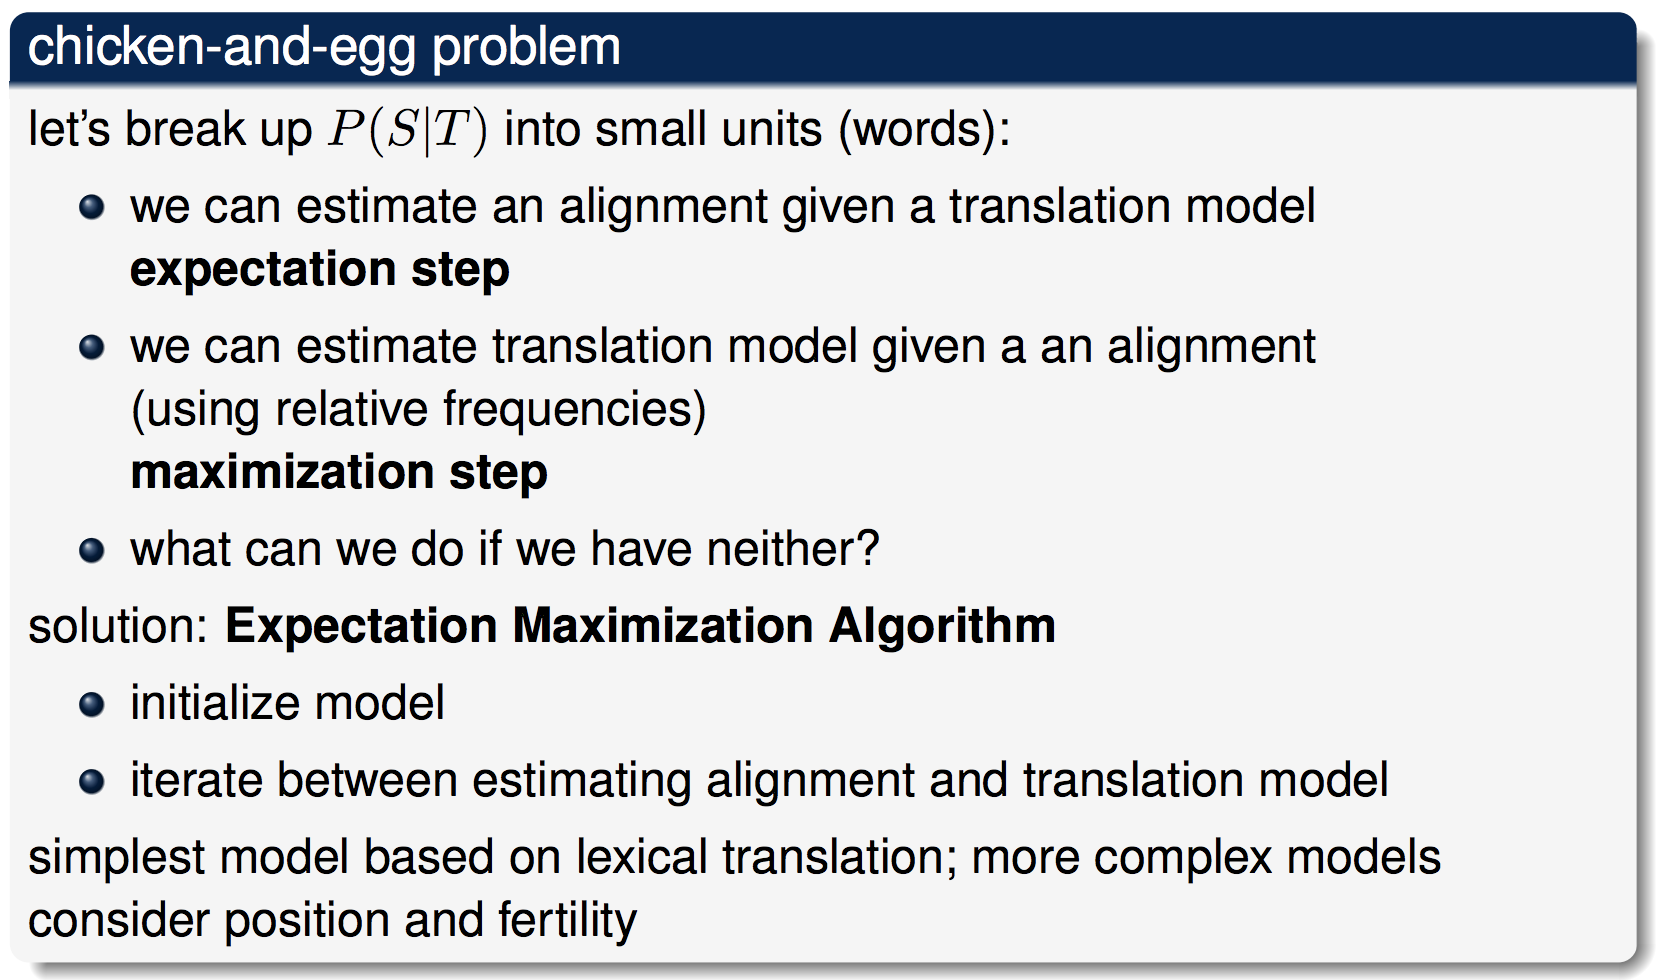 chicken-and-egg problem
let's break up P(S|T) into small units (words):
we can estimate an alignment given a translation model
expectation step
we can estimate translation model given a an alignment
(using relative frequencies)
maximization step
what can we do if we have neither?
solution: Expectation Maximization Algorithm
initialize model
iterate between estimating alignment and translation model
simplest model based on lexical translation; more complex models
consider position and fertility